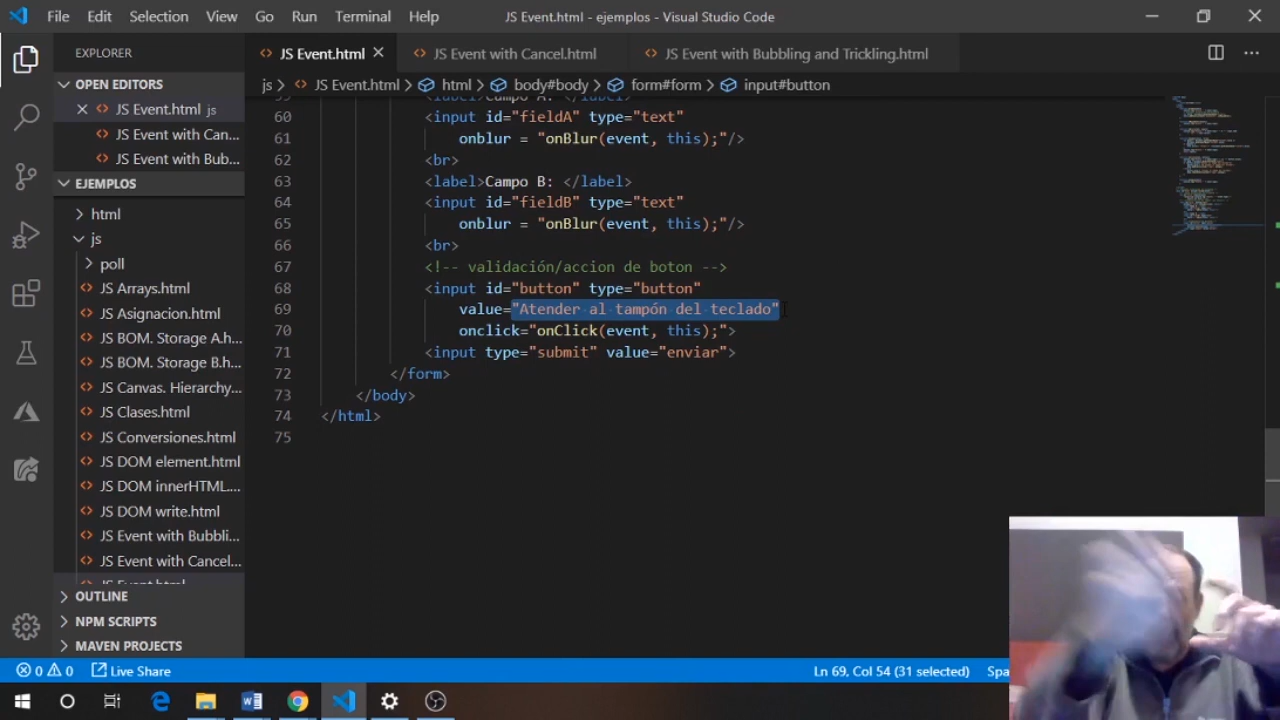 File Edit Selection View Go Run Terminal Help JS Event.html - ejemplos - Visual Studio Code
EXPLORER JS Event.html JS Event with Cancel.html JS Event with Bubbling and Trickling.html
OPEN EDITORS
JS Event.html js
JS Event with Can...
JS Event with Bub...
EJEMPLOS
html
js
poll
JS Arrays.html
JS Asignacion.html
JS BOM. Storage A.h...
JS BOM. Storage B.h...
JS Canvas. Hierarchy...
JS Clases.html
JS Conversiones.html
JS DOM element.html
JS DOM innerHTML....
JS DOM write.html
JS Event with Bubbli...
JS Event with Cancel...
JS Event.html
OUTLINE
NPM SCRIPTS
MAVEN PROJECTS
js > JS Event.html > html > body#body > form#form > input#button
59 <label>Campo A: </label>
60 <input id="fieldA" type="text"
61 onblur = "onBlur(event, this);"/>
62 <br>
63 <label>Campo B: </label>
64 <input id="fieldB" type="text"
65 onblur = "onBlur(event, this);"/>
66 <br>
67 <!-- validación/accion de boton -->
68 <input id="button" type="button"
69 value="Atender al tampón del teclado"
70 onclick="onClick(event, this);">
71 <input type="submit" value="enviar">
72 </form>
73 </body>
74 </html>
75
0 0 Live Share Ln 69, Col 54 (31 selected) Spa